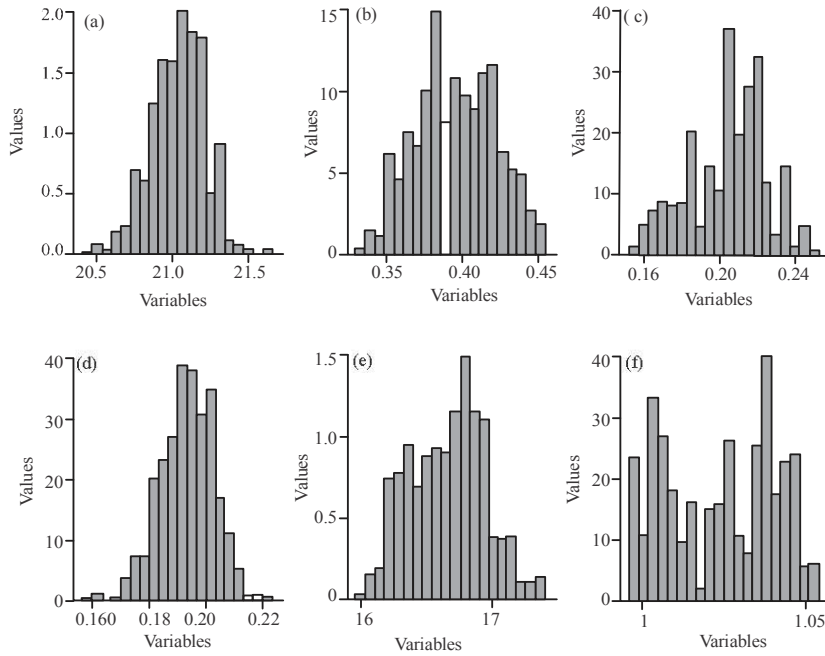 (a)
2.0
1.5
1.0
0.5
0.0
Values
20.5 21.0 21.5
Variables
(b)
15
10
5
0
Values
0.35 0.40 0.45
Variables
( c)
40
30
20
10
0
Values
0.16 0.20 0.24
Variables
(d)
40
30
20
10
0
Values
0.160 0.18 0.20 0.22
Variables
(e)
1.5
1.0
0.5
0
Values
16 17
Variables
(f)
40
30
20
10
0
Values
1 1.05
Variables